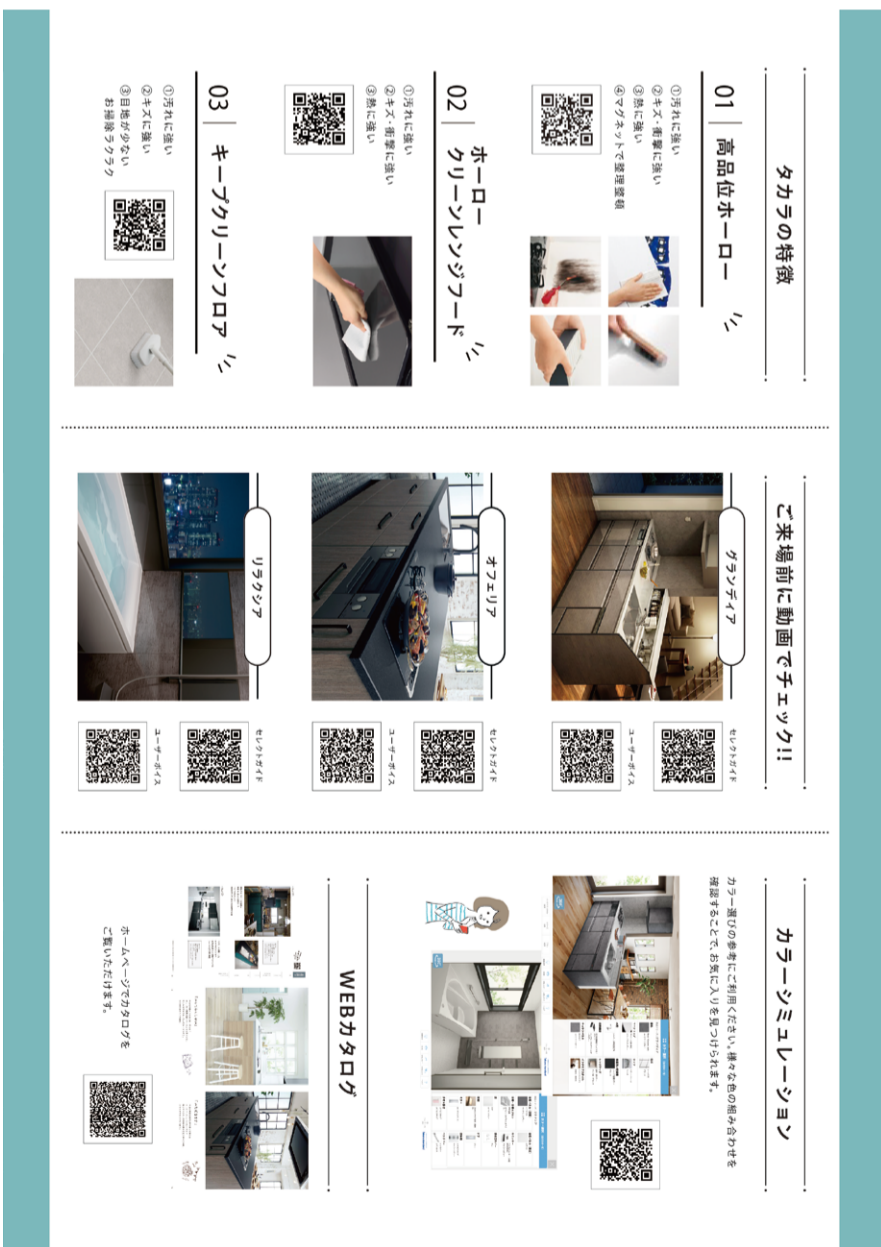 タカラの特徴
01 高品位ホーロー
①汚れに強い
②キズ・衝撃に強い
③熱に強い
④マグネットで整理整頓
02 ホーロー
クリーンレンジフード
①汚れに強い
②キズ・衝撃に強い
③熱に強い
03 キープクリーンフロア
①汚れに強い
②キズに強い
③目地が少ない
お掃除ラクラク
ご来場前に動画でチェック!!
グランディア
セレクトガイド
ユーザーボイス
オフェリア
セレクトガイド
ユーザーボイス
リラクシア
セレクトガイド
ユーザーボイス
カラーシミュレーション
カラー選びの参考にご利用ください。様々な色の組み合わせを
確認することで、お気に入りを見つけられます。
WEBカタログ
ホームページでカタログを
ご覧いただけます。